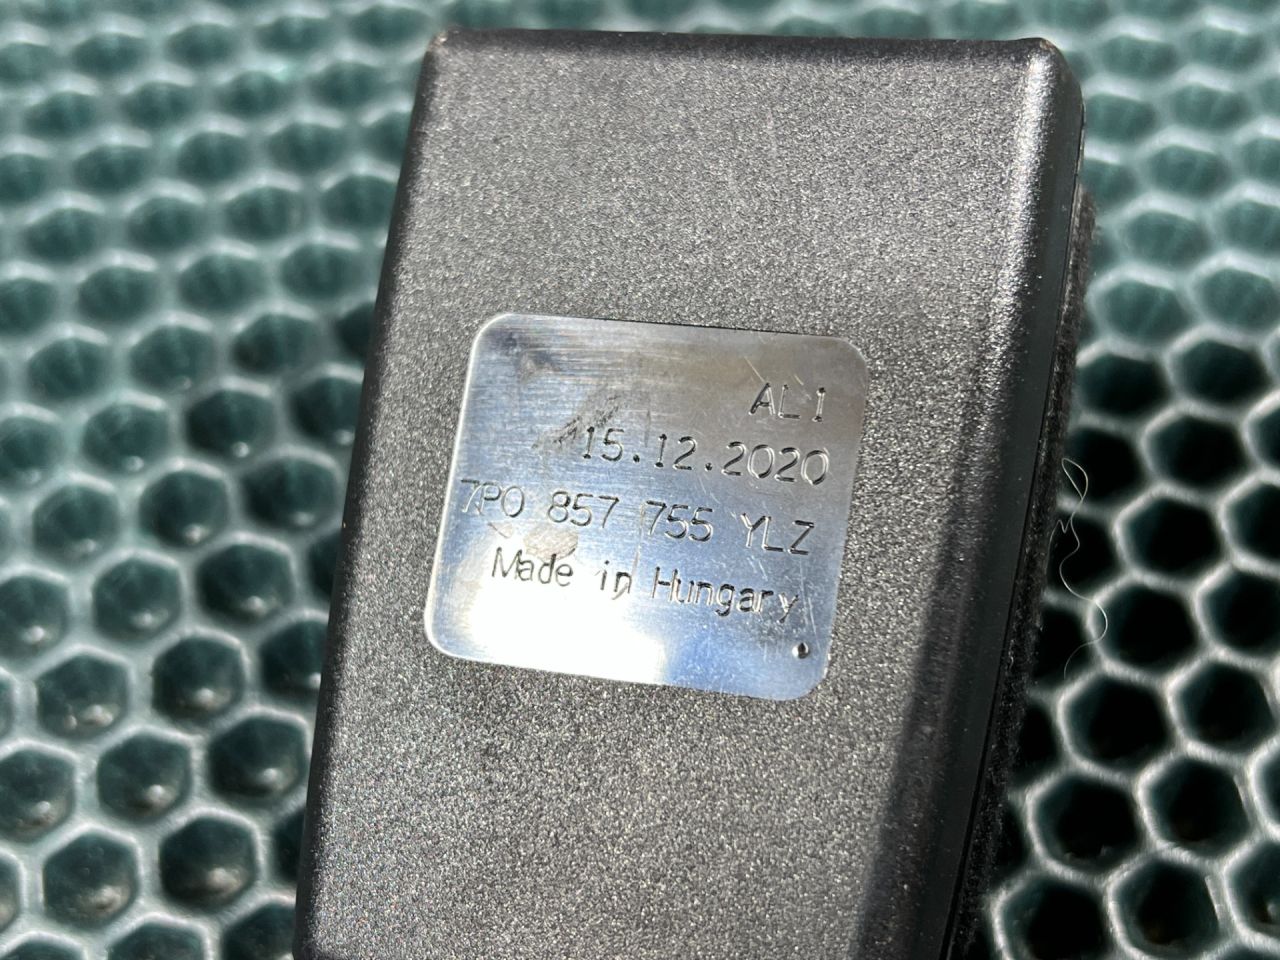 AL1
15.12.2020
7P0 857 755 YLZ
Made in Hungary